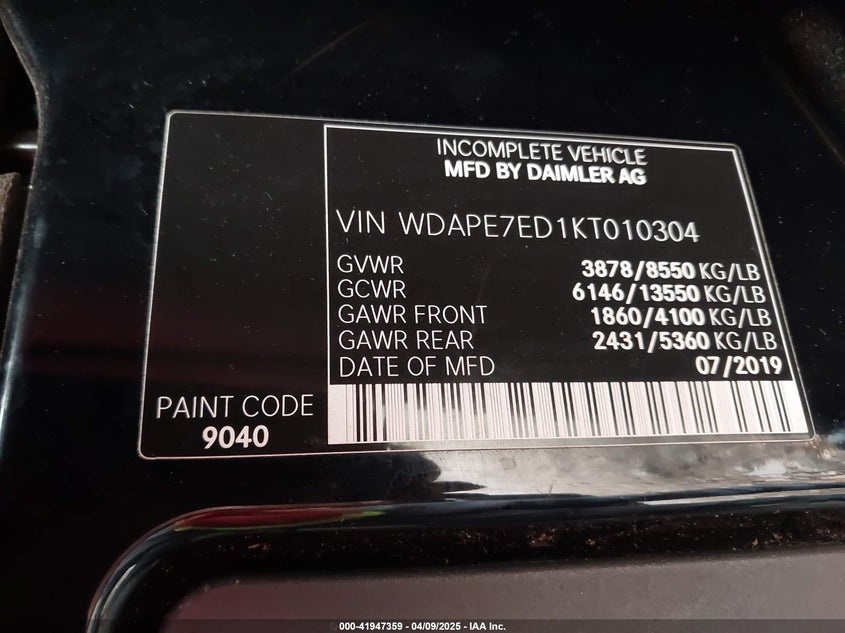 INCOMPLETE VEHICLE
MFD BY DAIMLER AG
VIN WDAPE7ED1KT010304
GVWR 3878/8550 KG/LB
GCWR 6146/13550 KG/LB
GAWR FRONT 1860/4100 KG/LB
GAWR REAR 2431/5360 KG/LB
DATE OF MFD 07/2019
PAINT CODE
9040
000-41947359 | 04/09/2025 - IAA Inc.